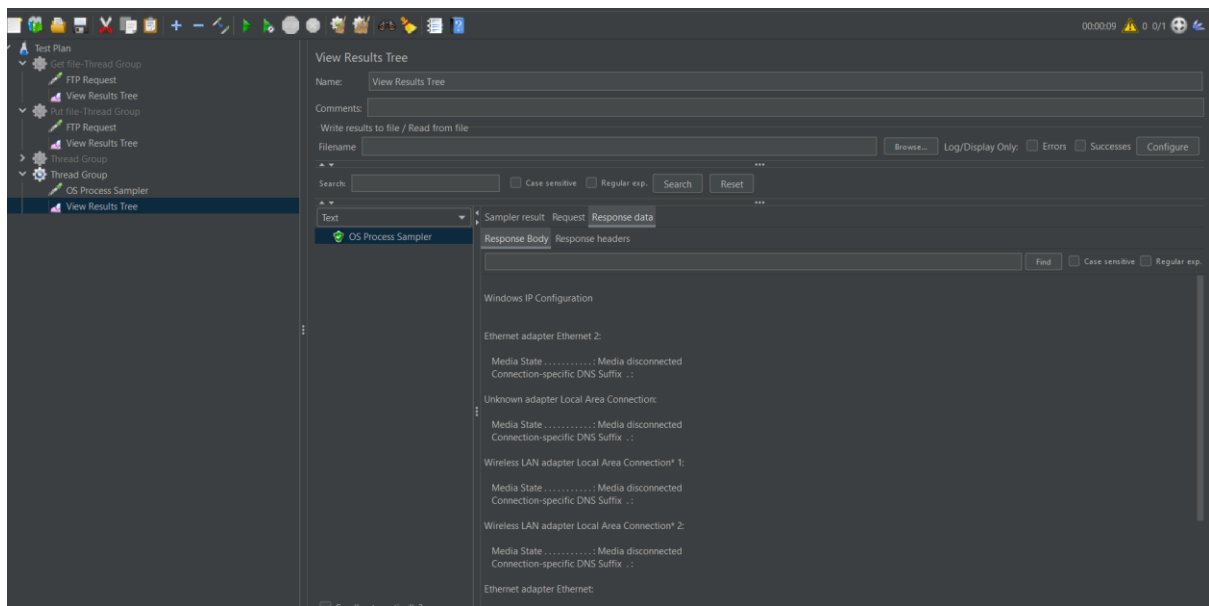 00:00:09 0 0/1
Test Plan
Get file-Thread Group
FTP Request
View Results Tree
Put file-Thread Group
FTP Request
View Results Tree
Thread Group
Thread Group
OS Process Sampler
View Results Tree
View Results Tree
Name: View Results Tree
Comments:
Write results to file / Read from file
Filename Browse... Log/Display Only: Errors Successes Configure
Search: Case sensitive Regular exp. Search Reset
Text
OS Process Sampler
Sampler result Request Response data
Response Body Response headers
Find Case sensitive Regular exp.
Windows IP Configuration
Ethernet adapter Ethernet 2:
Media State . . . . . . . . . . . : Media disconnected
Connection-specific DNS Suffix . :
Unknown adapter Local Area Connection:
Media State . . . . . . . . . . . : Media disconnected
Connection-specific DNS Suffix . :
Wireless LAN adapter Local Area Connection* 1:
Media State . . . . . . . . . . . : Media disconnected
Connection-specific DNS Suffix . :
Wireless LAN adapter Local Area Connection* 2:
Media State . . . . . . . . . . . : Media disconnected
Connection-specific DNS Suffix . :
Ethernet adapter Ethernet: